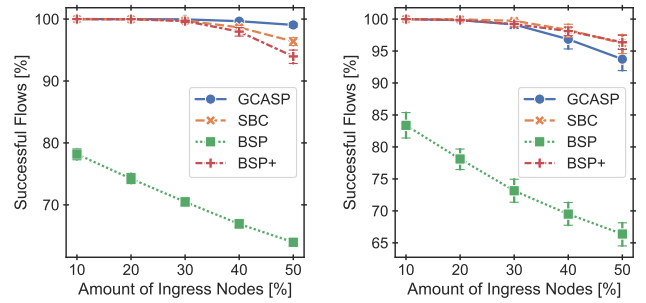 Successful Flows [%]
100
90
80
70
GCASP
SBC
BSP
BSP+
10 20 30 40 50
Amount of Ingress Nodes [%]
Successful Flows [%]
100
95
90
85
80
75
70
65
GCASP
SBC
BSP
BSP+
10 20 30 40 50
Amount of Ingress Nodes [%]